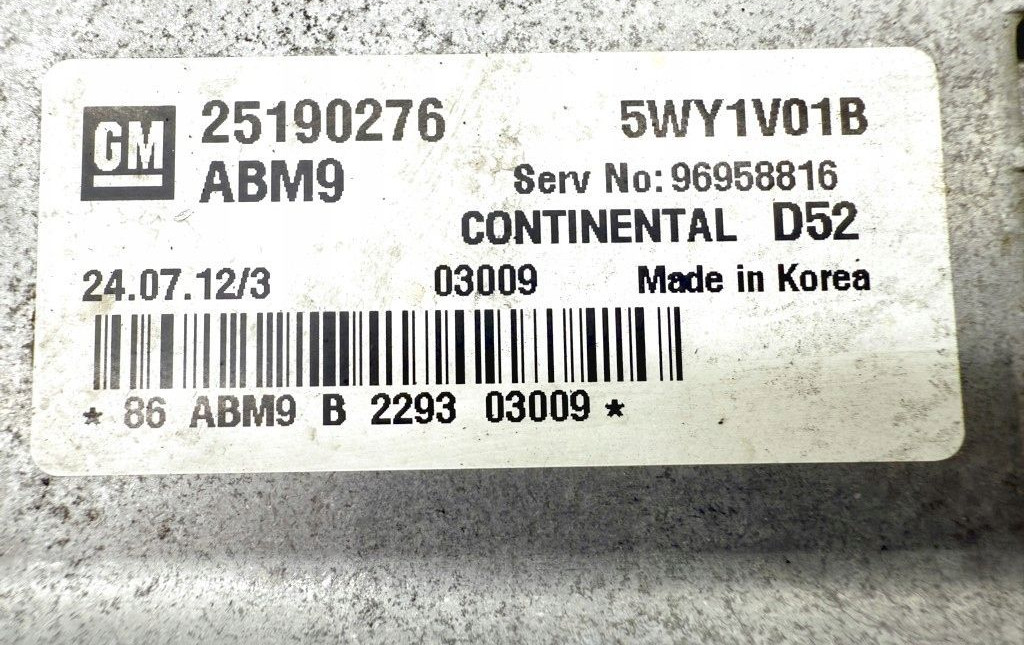 GM 25190276 5WY1V01B
ABM9 Serv No: 96958816
CONTINENTAL D52
24.07.12/3 03009 Made in Korea
* 86 ABM9 B 2293 03009 *